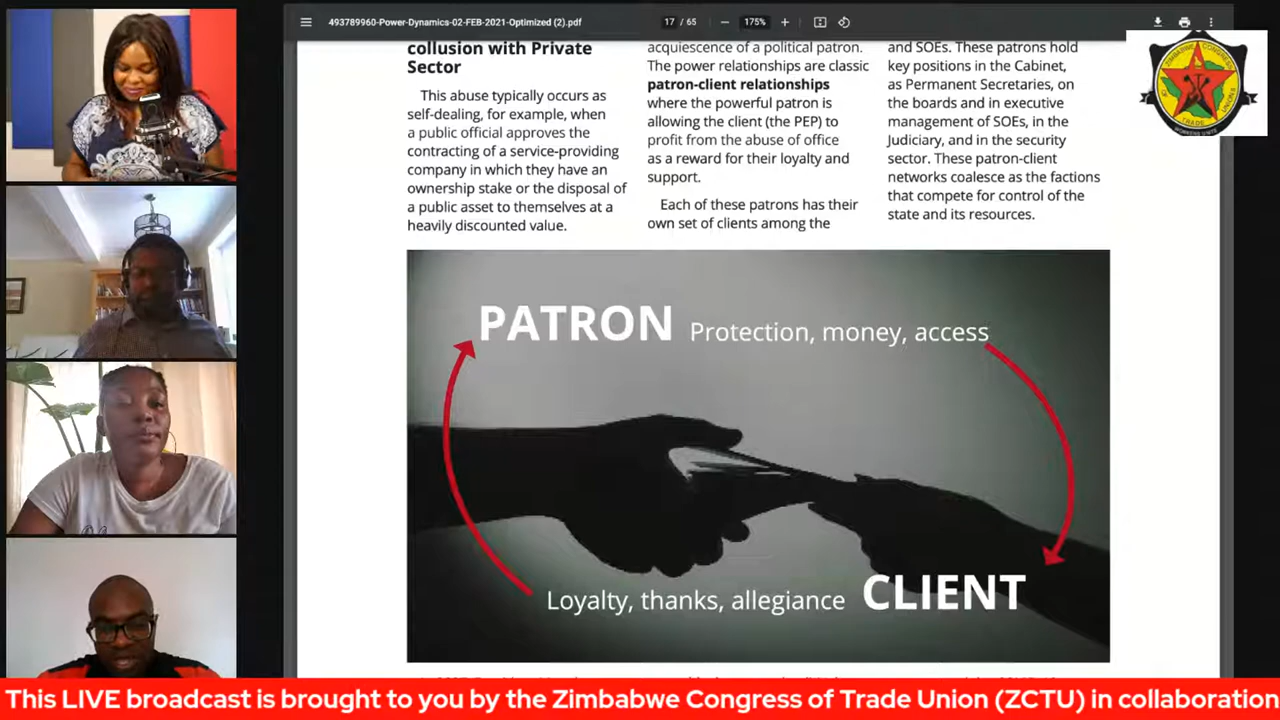 493789960-Power-Dynamics-02-FEB-2021-Optimized (2).pdf
17 / 65
175%
collusion with Private
Sector
This abuse typically occurs as
self-dealing, for example, when
a public official approves the
contracting of a service-providing
company in which they have an
ownership stake or the disposal of
a public asset to themselves at a
heavily discounted value.
acquiescence of a political patron.
The power relationships are classic
patron-client relationships
where the powerful patron is
allowing the client (the PEP) to
profit from the abuse of office
as a reward for their loyalty and
support.
Each of these patrons has their
own set of clients among the
and SOEs. These patrons hold
key positions in the Cabinet,
as Permanent Secretaries, on
the boards and in executive
management of SOEs, in the
Judiciary, and in the security
sector. These patron-client
networks coalesce as the factions
that compete for control of the
state and its resources.
PATRON Protection, money, access
Loyalty, thanks, allegiance CLIENT
ZIMBABWE CONGRESS
OF TRADE UNIONS
WORKERS UNITE
This LIVE broadcast is brought to you by the Zimbabwe Congress of Trade Union (ZCTU) in collaboration